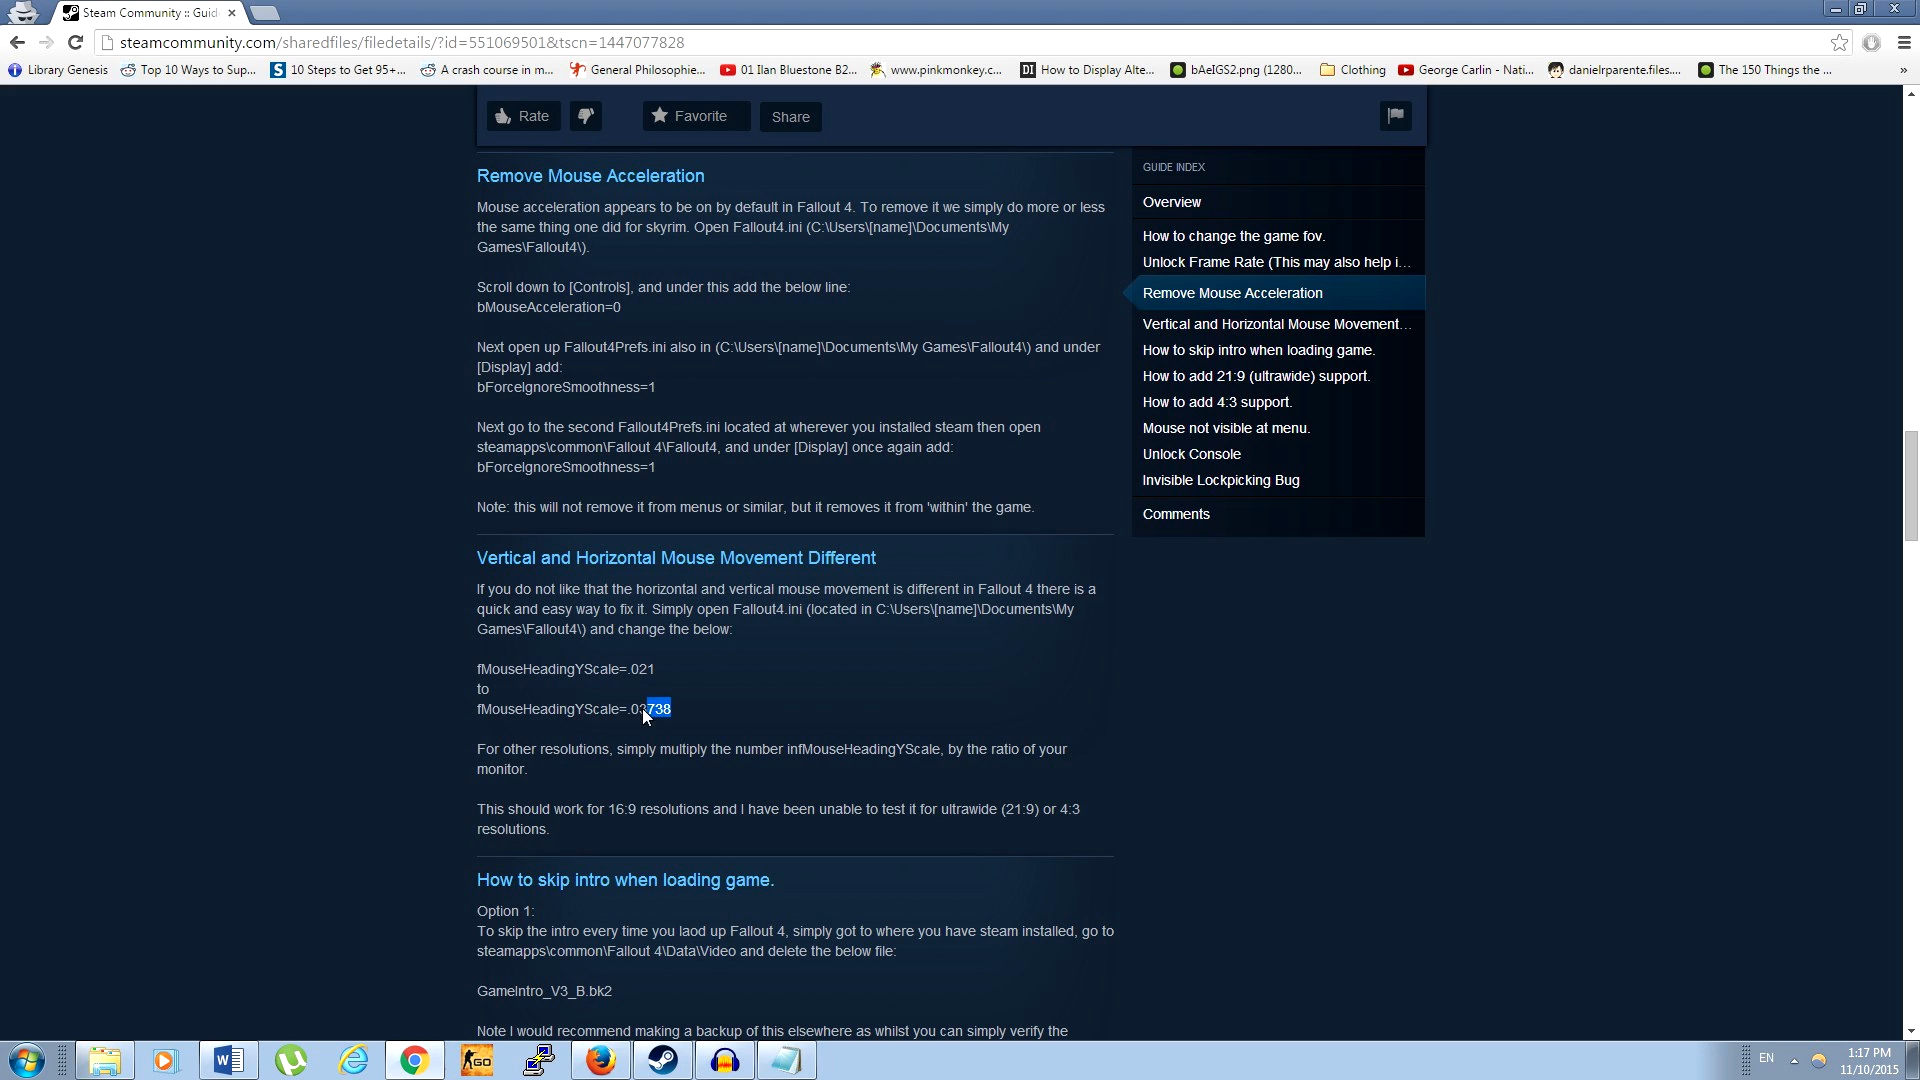 Steam Community :: Guid
steamcommunity.com/sharedfiles/filedetails/?id=551069501&tscn=1447077828
Library Genesis
Top 10 Ways to Sup...
10 Steps to Get 95+...
A crash course in m...
General Philosophie...
01 Ilan Bluestone B2...
www.pinkmonkey.c...
DI How to Display Alte...
bAeIGS2.png (1280...
Clothing
George Carlin - Nati...
danielrparente.files....
The 150 Things the ...
»
Rate
Favorite
Share
Remove Mouse Acceleration
Mouse acceleration appears to be on by default in Fallout 4. To remove it we simply do more or less
the same thing one did for skyrim. Open Fallout4.ini (C:\Users\[name]\Documents\My
Games\Fallout4\).
Scroll down to [Controls], and under this add the below line:
bMouseAcceleration=0
Next open up Fallout4Prefs.ini also in (C:\Users\[name]\Documents\My Games\Fallout4\) and under
[Display] add:
bForceIgnoreSmoothness=1
Next go to the second Fallout4Prefs.ini located at wherever you installed steam then open
steamapps\common\Fallout 4\Fallout4, and under [Display] once again add:
bForceIgnoreSmoothness=1
Note: this will not remove it from menus or similar, but it removes it from 'within' the game.
Vertical and Horizontal Mouse Movement Different
If you do not like that the horizontal and vertical mouse movement is different in Fallout 4 there is a
quick and easy way to fix it. Simply open Fallout4.ini (located in C:\Users\[name]\Documents\My
Games\Fallout4\) and change the below:
fMouseHeadingYScale=.021
to
fMouseHeadingYScale=.03738
For other resolutions, simply multiply the number infMouseHeadingYScale, by the ratio of your
monitor.
This should work for 16:9 resolutions and I have been unable to test it for ultrawide (21:9) or 4:3
resolutions.
How to skip intro when loading game.
Option 1:
To skip the intro every time you laod up Fallout 4, simply got to where you have steam installed, go to
steamapps\common\Fallout 4\Data\Video and delete the below file:
GameIntro_V3_B.bk2
Note I would recommend making a backup of this elsewhere as whilst you can simply verify the
GUIDE INDEX
Overview
How to change the game fov.
Unlock Frame Rate (This may also help i...
Remove Mouse Acceleration
Vertical and Horizontal Mouse Movement...
How to skip intro when loading game.
How to add 21:9 (ultrawide) support.
How to add 4:3 support.
Mouse not visible at menu.
Unlock Console
Invisible Lockpicking Bug
Comments
GO
EN
1:17 PM
11/10/2015